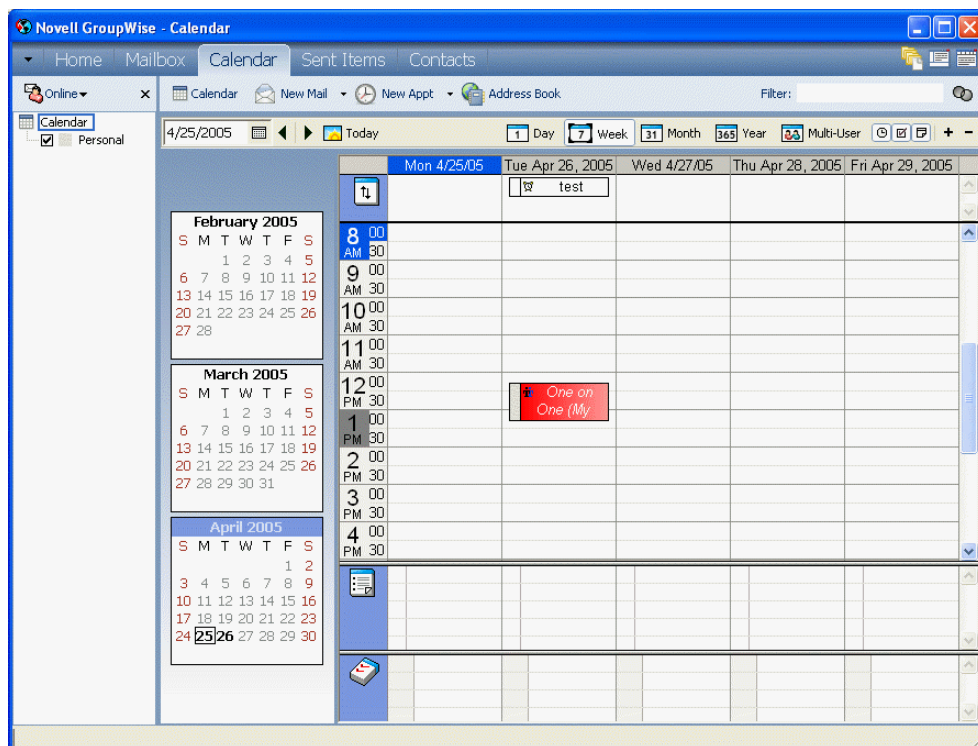 Novell GroupWise - Calendar
Home Mailbox Calendar Sent Items Contacts
Online Calendar New Mail New Appt Address Book Filter:
Calendar
Personal
4/25/2005 Today 1 Day 7 Week 31 Month 365 Year 23 Multi-User + -
Mon 4/25/05 Tue Apr 26, 2005 Wed 4/27/05 Thu Apr 28, 2005 Fri Apr 29, 2005
test
February 2005
S M T W T F S
1 2 3 4 5
6 7 8 9 10 11 12
13 14 15 16 17 18 19
20 21 22 23 24 25 26
27 28
March 2005
S M T W T F S
1 2 3 4 5
6 7 8 9 10 11 12
13 14 15 16 17 18 19
20 21 22 23 24 25 26
27 28 29 30 31
April 2005
S M T W T F S
1 2
3 4 5 6 7 8 9
10 11 12 13 14 15 16
17 18 19 20 21 22 23
24 25 26 27 28 29 30
8 00
AM 30
9 00
AM 30
10 00
AM 30
11 00
AM 30
12 00
PM 30
1 00
PM 30
2 00
PM 30
3 00
PM 30
4 00
PM 30
One on
One (My